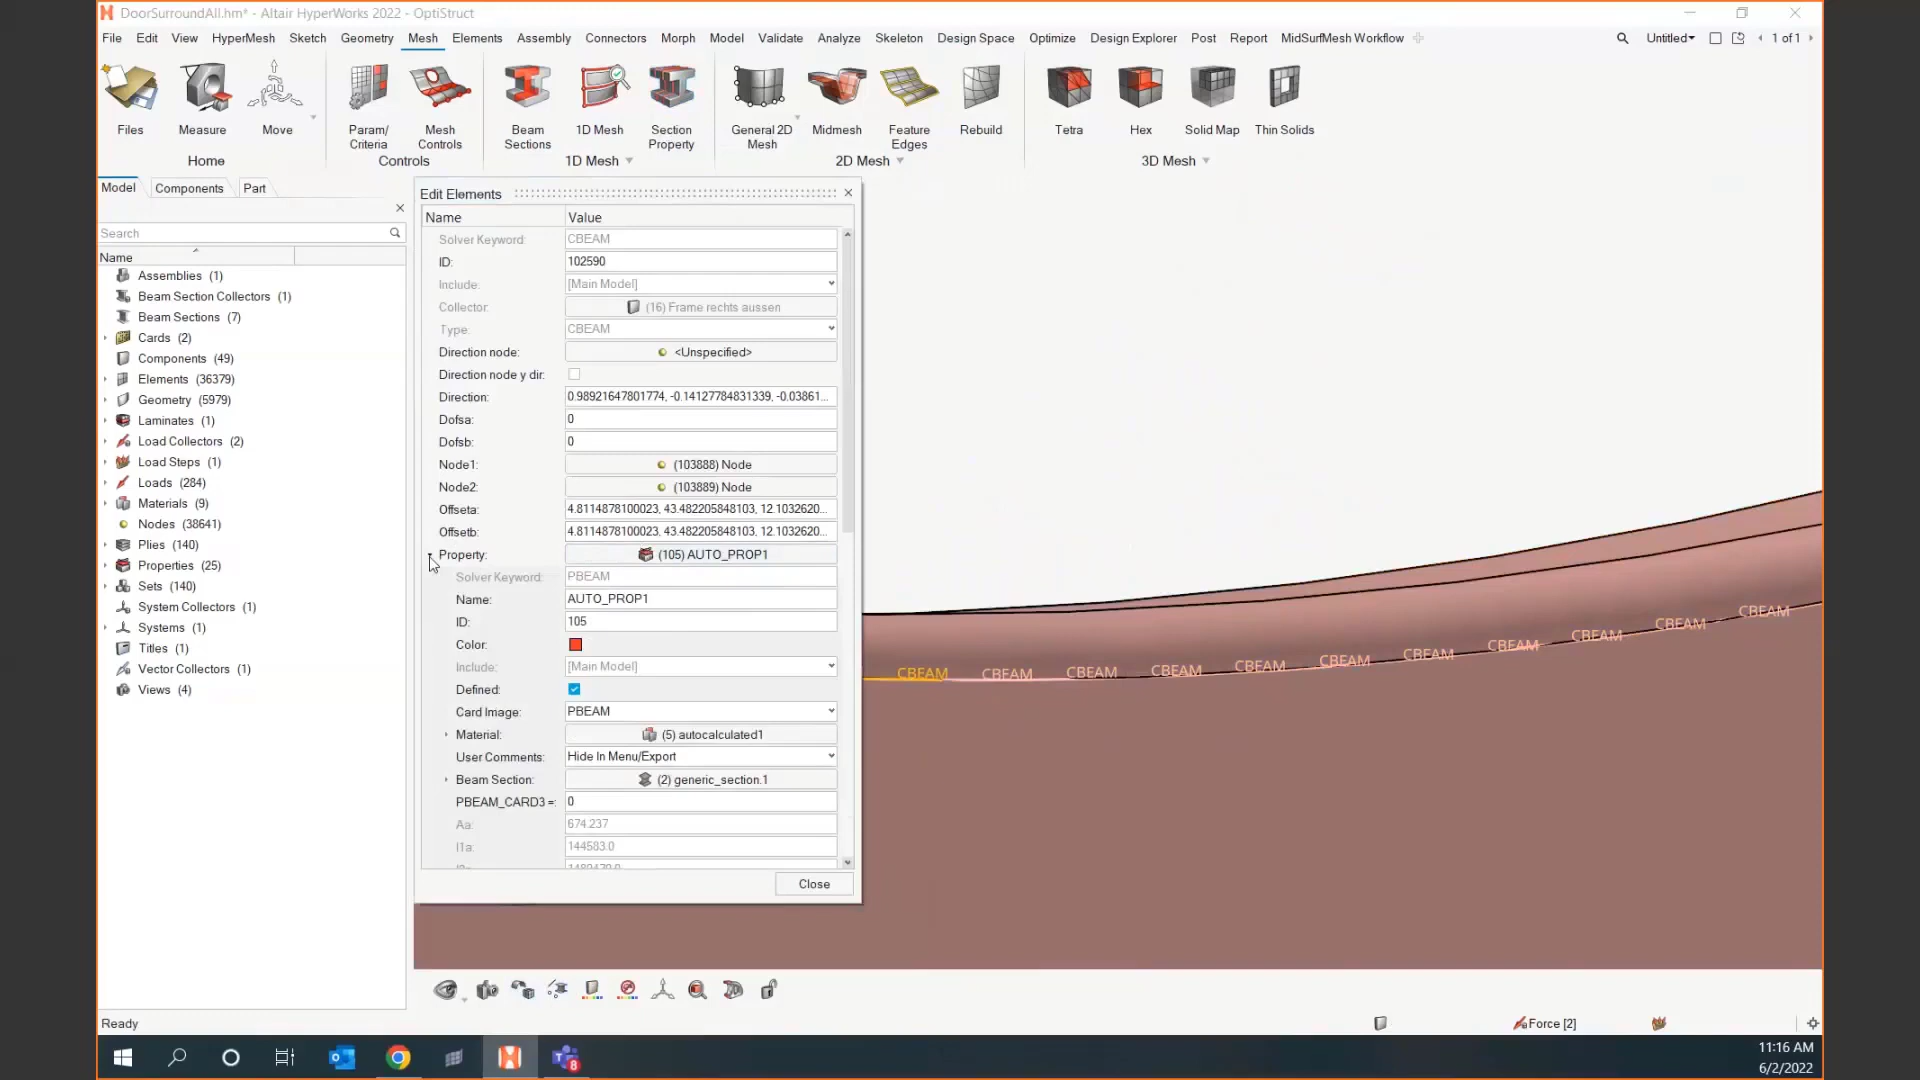 DoorSurroundAll.hm* - Altair HyperWorks 2022 - OptiStruct
File Edit View HyperMesh Sketch Geometry Mesh Elements Assembly Connectors Morph Model Validate Analyze Skeleton Design Space Optimize Design Explorer Post Report MidSurfMesh Workflow Untitled 1 of 1
Files Measure Move Param/ Criteria Mesh Controls Beam Sections 1D Mesh Section Property General 2D Mesh Midmesh Feature Edges Rebuild Tetra Hex Solid Map Thin Solids
Home Controls 1D Mesh 2D Mesh 3D Mesh
Model Components Part
Search
Name
Assemblies (1)
Beam Section Collectors (1)
Beam Sections (7)
Cards (2)
Components (49)
Elements (36379)
Geometry (5979)
Laminates (1)
Load Collectors (2)
Load Steps (1)
Loads (284)
Materials (9)
Nodes (38641)
Plies (140)
Properties (25)
Sets (140)
System Collectors (1)
Systems (1)
Titles (1)
Vector Collectors (1)
Views (4)
Edit Elements
Name Value
Solver Keyword: CBEAM
ID: 102590
Include: [Main Model]
Collector: (16) Frame rechts aussen
Type: CBEAM
Direction node: <Unspecified>
Direction node y dir:
Direction: 0.98921647801774, -0.14127784831339, -0.03861...
Dofsa: 0
Dofsb: 0
Node1: (103888) Node
Node2: (103889) Node
Offseta: 4.8114878100023, 43.482205848103, 12.1032620...
Offsetb: 4.8114878100023, 43.482205848103, 12.1032620...
Property: (105) AUTO_PROP1
Solver Keyword: PBEAM
Name: AUTO_PROP1
ID: 105
Color:
Include: [Main Model]
Defined:
Card Image: PBEAM
Material: (5) autocalculated1
User Comments: Hide In Menu/Export
Beam Section: (2) generic_section.1
PBEAM_CARD3 =: 0
Aa: 674.237
I1a: 144583.0
Close
CBEAM CBEAM CBEAM CBEAM CBEAM CBEAM CBEAM CBEAM CBEAM CBEAM CBEAM
Ready Force [2]
11:16 AM
6/2/2022
8